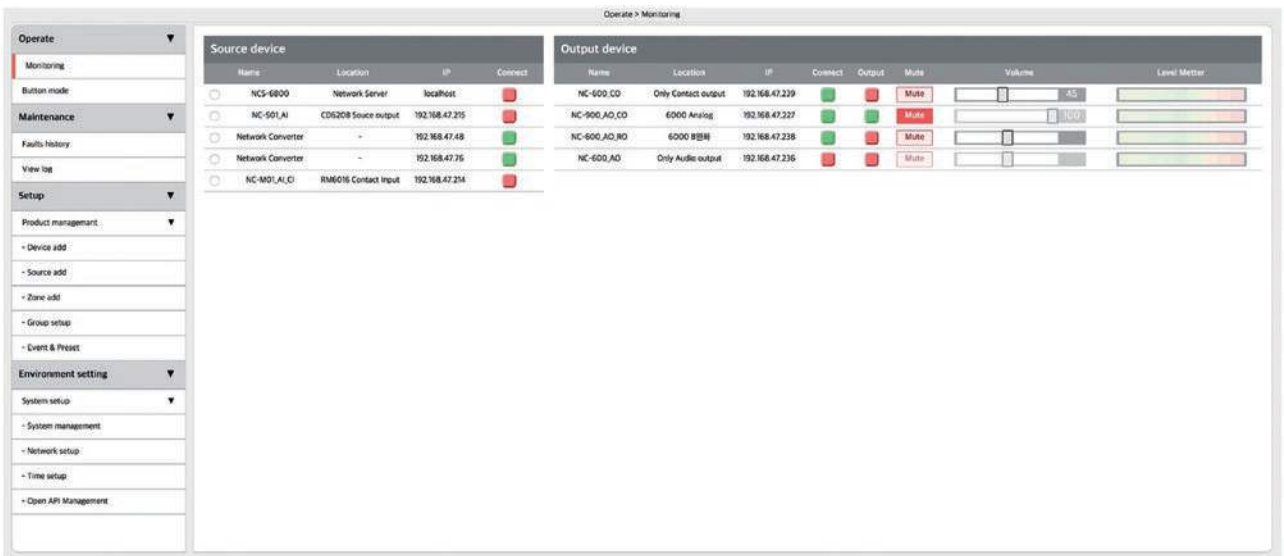 Operate > Monitoring
Operate ▼
Monitoring
Button mode
Maintenance ▼
Faults history
View log
Setup ▼
Product managemant ▼
- Device add
- Source add
- Zone add
- Group setup
- Event & Preset
Environment setting ▼
System setup ▼
- System management
- Network setup
- Time setup
- Open API Management
Source device
Name Location IP Connect
NCS-6800 Network Server localhost
NC-S01_AI CD6208 Souce output 192.168.47.215
Network Converter - 192.168.47.48
Network Converter - 192.168.47.76
NC-M01_AI_CI RM6016 Contact Input 192.168.47.214
Output device
Name Location IP Connect Output Mute Volume Level Metter
NC-600_CO Only Contact output 192.168.47.239 Mute 45
NC-900_AO_CO 6000 Analog 192.168.47.227 Mute 100
NC-600_AO_RO 192.168.47.238 Mute
NC-600_AO Only Audio output 192.168.47.236 Mute